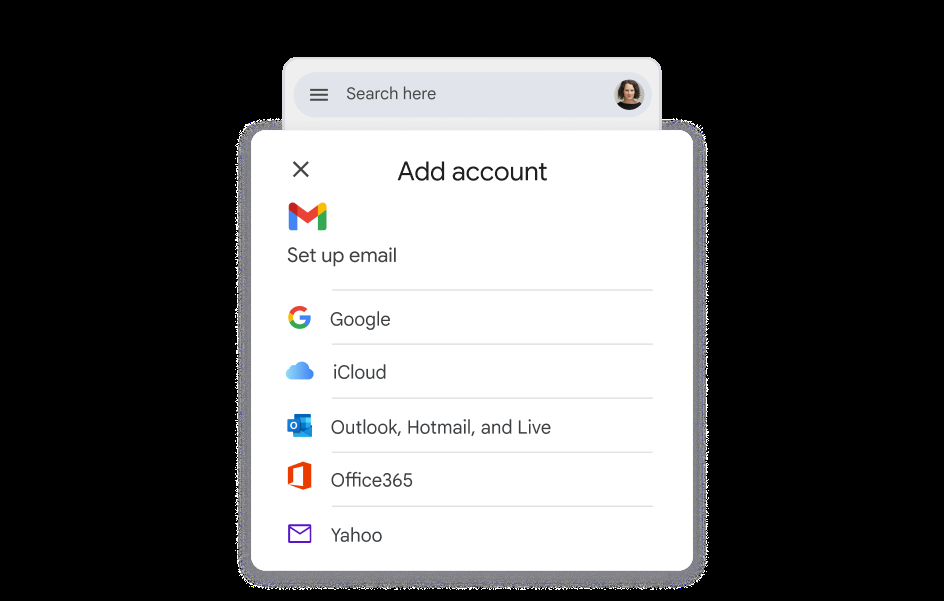 Search here
Add account
Set up email
Google
iCloud
Outlook, Hotmail, and Live
Office365
Yahoo